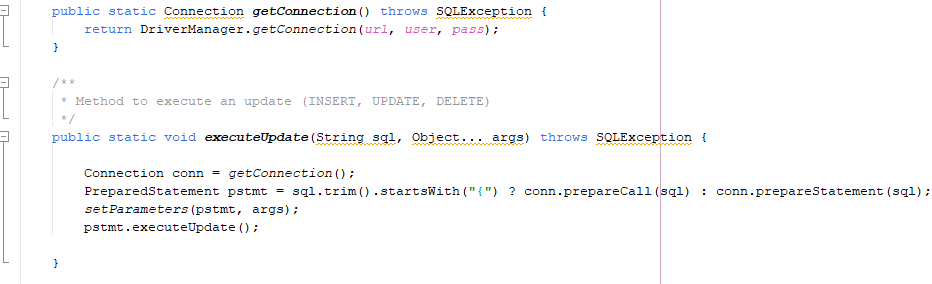 public static Connection getConnection() throws SQLException {
return DriverManager.getConnection(url, user, pass);
}
/**
* Method to execute an update (INSERT, UPDATE, DELETE)
*/
public static void executeUpdate(String sql, Object... args) throws SQLException {
Connection conn = getConnection();
PreparedStatement pstmt = sql.trim().startsWith("{") ? conn.prepareCall(sql) : conn.prepareStatement(sql);
setParameters(pstmt, args);
pstmt.executeUpdate();
}